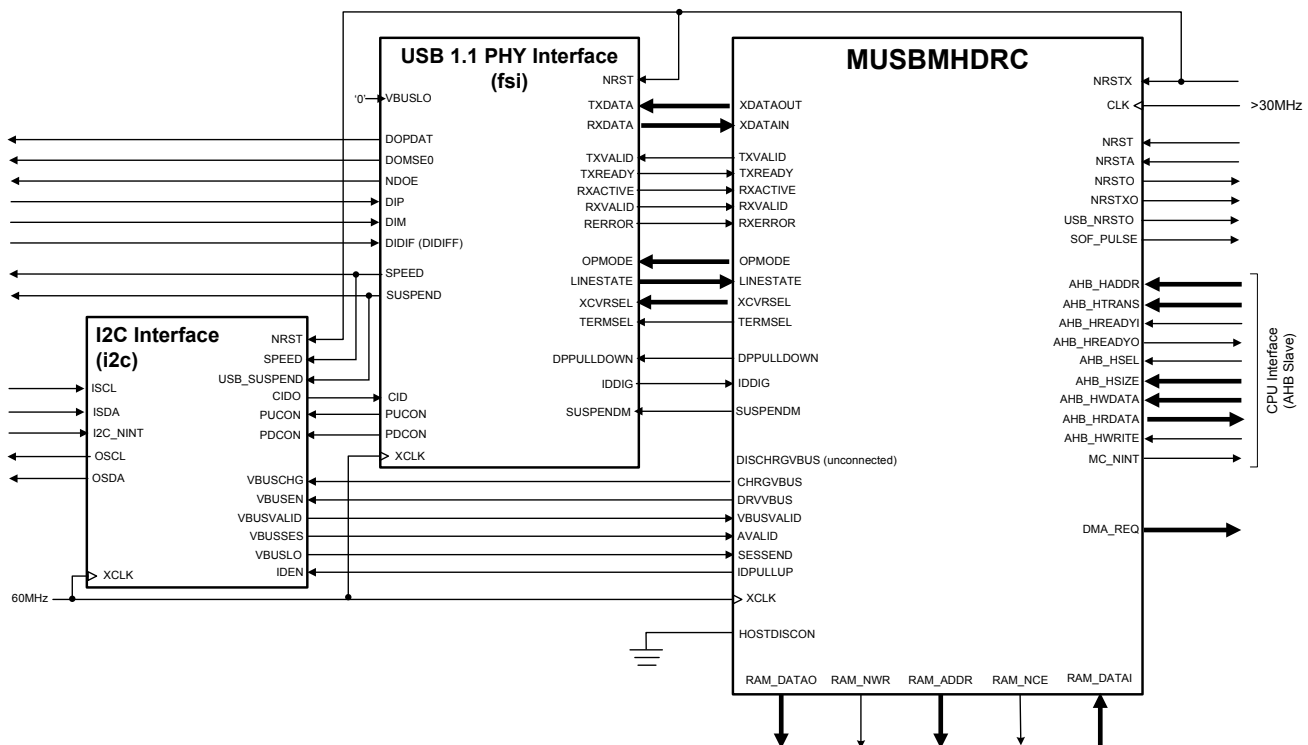 USB 1.1 PHY Interface
(fsi)
NRST
'0'
VBUSLO
TXDATA
RXDATA
DOPDAT
DOMSE0
NDOE
DIP
DIM
DIDIF (DIDIFF)
SPEED
SUSPEND
TXVALID
TXREADY
RXACTIVE
RXVALID
RERROR
OPMODE
LINESTATE
XCVRSEL
TERMSEL
DPPULLDOWN
IDDIG
SUSPENDM
CID
PUCON
PDCON
XCLK
I2C Interface
(i2c)
NRST
SPEED
USB_SUSPEND
CIDO
PUCON
PDCON
ISCL
ISDA
I2C_NINT
OSCL
OSDA
VBUSCHG
VBUSEN
VBUSVALID
VBUSSES
VBUSLO
IDEN
XCLK
60MHz
MUSBMHDRC
XDATAOUT
XDATAIN
TXVALID
TXREADY
RXACTIVE
RXVALID
RXERROR
OPMODE
LINESTATE
XCVRSEL
TERMSEL
DPPULLDOWN
IDDIG
SUSPENDM
DISCHRGVBUS (unconnected)
CHRGVBUS
DRVVBUS
VBUSVALID
AVALID
SESSEND
IDPULLUP
XCLK
HOSTDISCON
NRSTX
CLK
>30MHz
NRST
NRSTA
NRSTO
NRSTXO
USB_NRSTO
SOF_PULSE
AHB_HADDR
AHB_HTRANS
AHB_HREADYI
AHB_HREADYO
AHB_HSEL
AHB_HSIZE
AHB_HWDATA
AHB_HRDATA
AHB_HWRITE
MC_NINT
CPU Interface
(AHB Slave)
DMA_REQ
RAM_DATAO
RAM_NWR
RAM_ADDR
RAM_NCE
RAM_DATAI